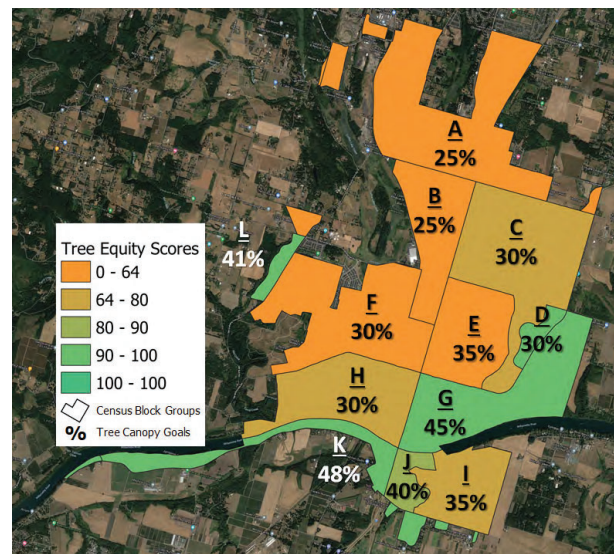 A
25%
B
25%
C
30%
L
41%
Tree Equity Scores
0 - 64
64 - 80
80 - 90
90 - 100
100 - 100
Census Block Groups
% Tree Canopy Goals
F
30%
E
35%
D
30%
H
30%
G
45%
K
48%
J
40%
I
35%